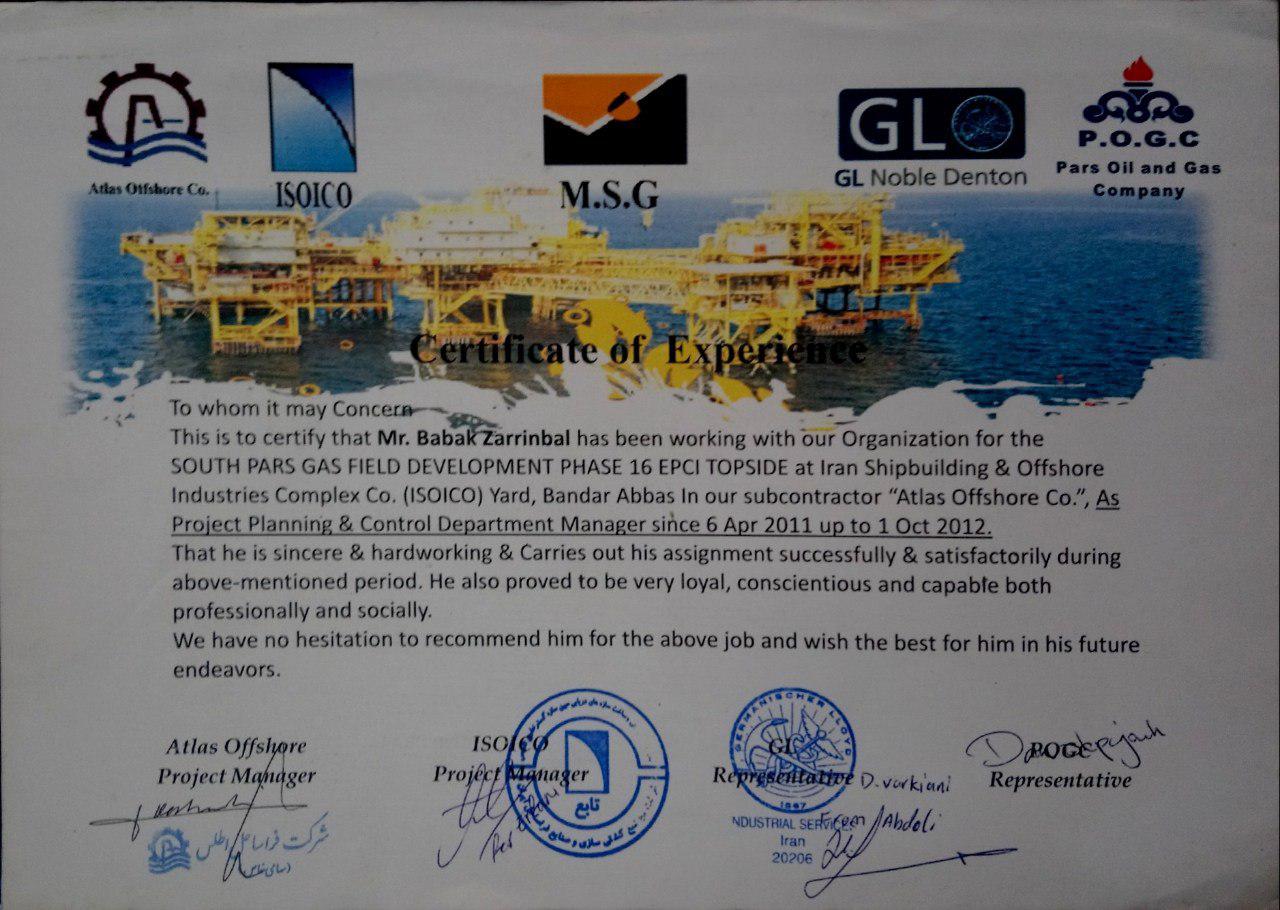 Atlas Offshore Co.
ISOICO
M.S.G
GL
GL Noble Denton
P.O.G.C
Pars Oil and Gas
Company
Certificate of Experience
To whom it may Concern
This is to certify that Mr. Babak Zarrinbal has been working with our Organization for the
SOUTH PARS GAS FIELD DEVELOPMENT PHASE 16 EPCI TOPSIDE at Iran Shipbuilding & Offshore
Industries Complex Co. (ISOICO) Yard, Bandar Abbas In our subcontractor “Atlas Offshore Co.”, As
Project Planning & Control Department Manager since 6 Apr 2011 up to 1 Oct 2012.
That he is sincere & hardworking & Carries out his assignment successfully & satisfactorily during
above-mentioned period. He also proved to be very loyal, conscientious and capable both
professionally and socially.
We have no hesitation to recommend him for the above job and wish the best for him in his future
endeavors.
Atlas Offshore
Project Manager
ISOICO
Project Manager
تابع
GERMANISCHER LLOYD
1867
GL
Representative
D. varkiani
NDUSTRIAL SERVICES
Iran
20206
From Abdoli
POGC
Representative
شرکت فراساحل اطلس